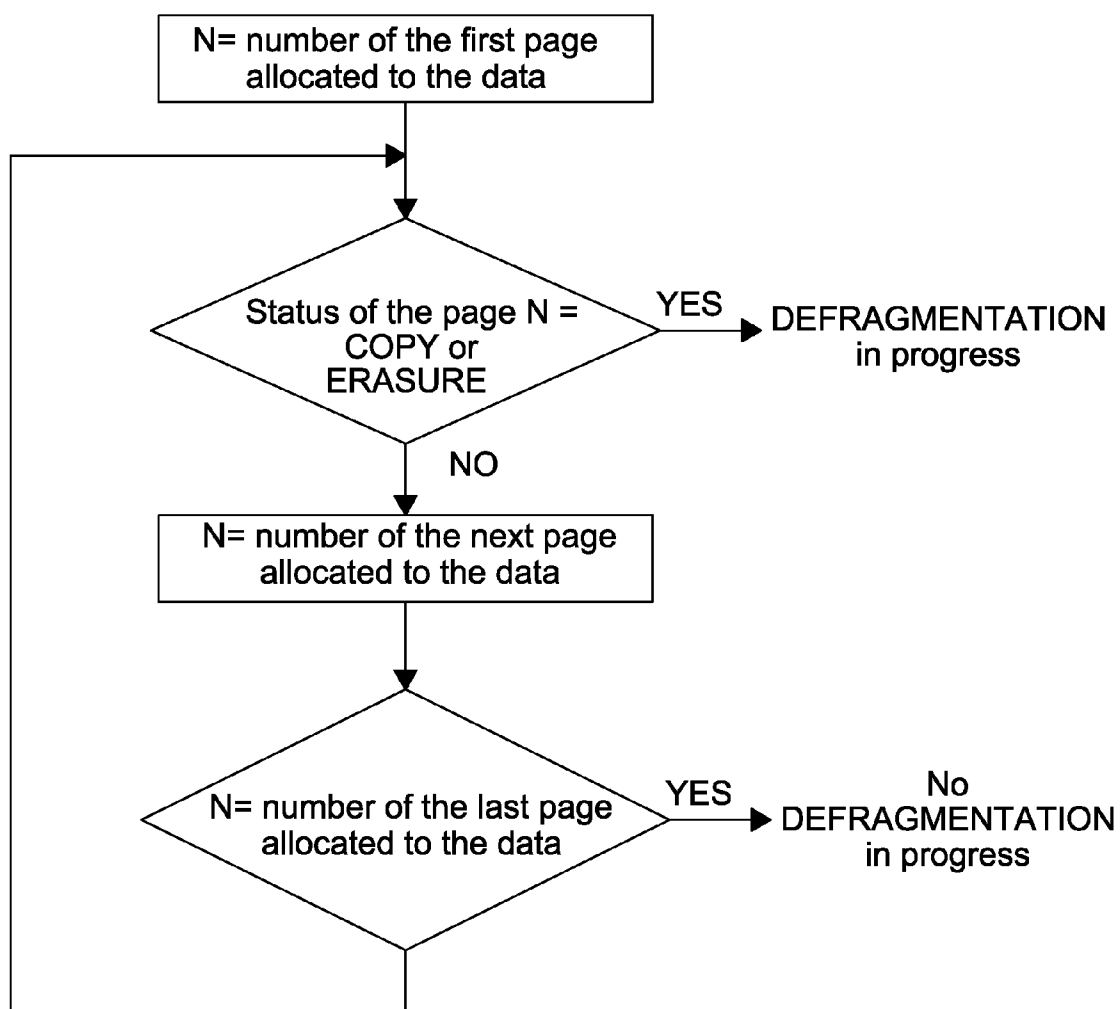 N= number of the first page
allocated to the data
Status of the page N =
COPY or
ERASURE
YES
DEFRAGMENTATION
in progress
NO
N= number of the next page
allocated to the data
N= number of the last page
allocated to the data
YES
No
DEFRAGMENTATION
in progress